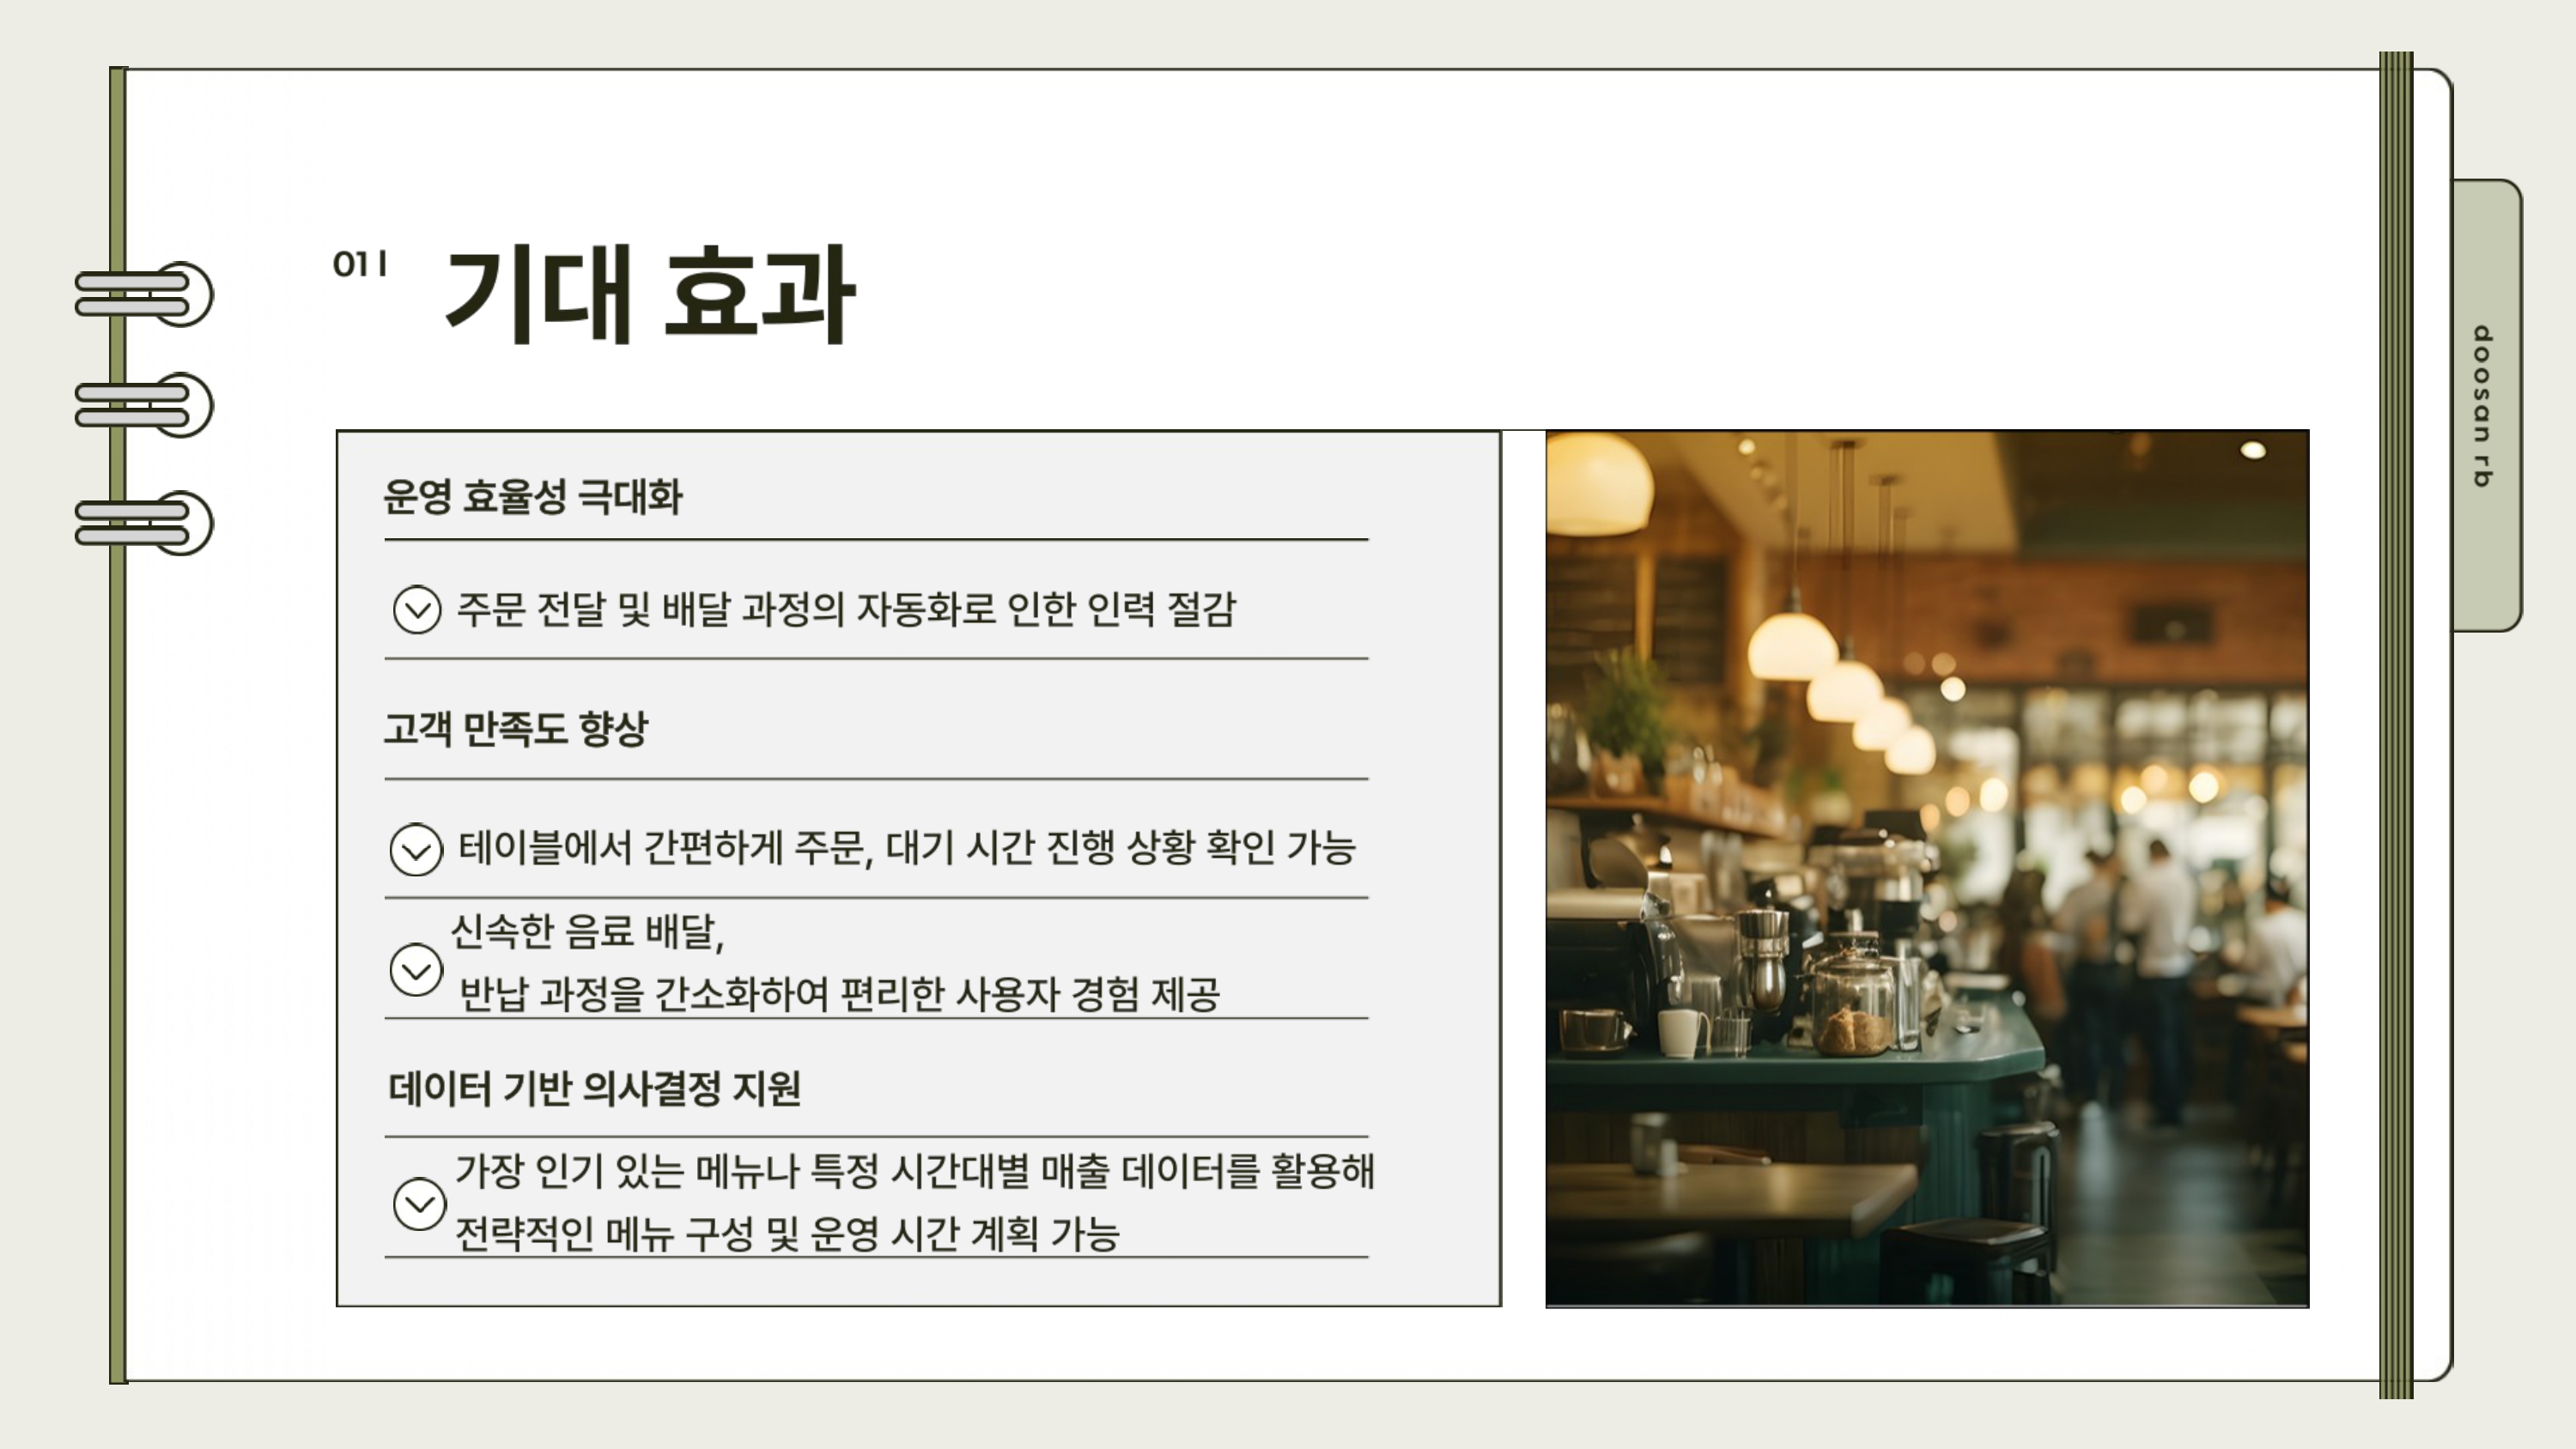 01 |
기대 효과
운영 효율성 극대화
주문 전달 및 배달 과정의 자동화로 인한 인력 절감
고객 만족도 향상
테이블에서 간편하게 주문, 대기 시간 진행 상황 확인 가능
신속한 음료 배달,
반납 과정을 간소화하여 편리한 사용자 경험 제공
데이터 기반 의사결정 지원
가장 인기 있는 메뉴나 특정 시간대별 매출 데이터를 활용해
전략적인 메뉴 구성 및 운영 시간 계획 가능
doosan rb